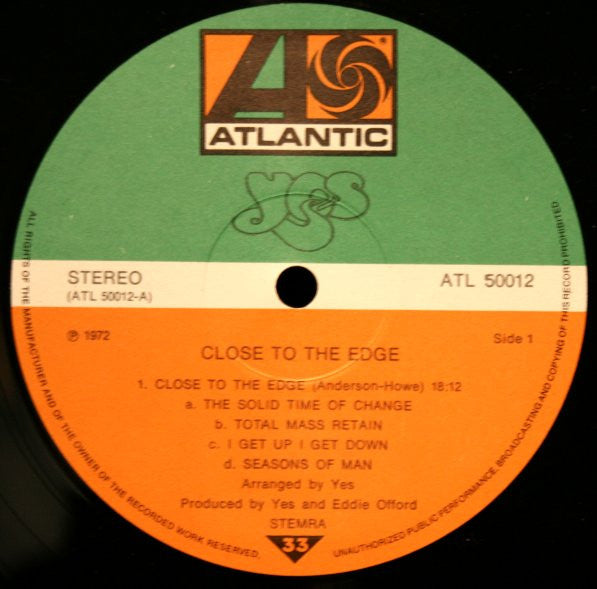 ATLANTIC
yes
STEREO
(ATL 50012-A)
ATL 50012
℗ 1972
Side 1
CLOSE TO THE EDGE
1. CLOSE TO THE EDGE (Anderson-Howe) 18:12
a. THE SOLID TIME OF CHANGE
b. TOTAL MASS RETAIN
c. I GET UP I GET DOWN
d. SEASONS OF MAN
Arranged by Yes
Produced by Yes and Eddie Offord
STEMRA
33
ALL RIGHTS OF THE MANUFACTURER AND OF THE OWNER OF THE RECORDED WORK RESERVED.
UNAUTHORIZED PUBLIC PERFORMANCE, BROADCASTING AND COPYING OF THIS RECORD PROHIBITED